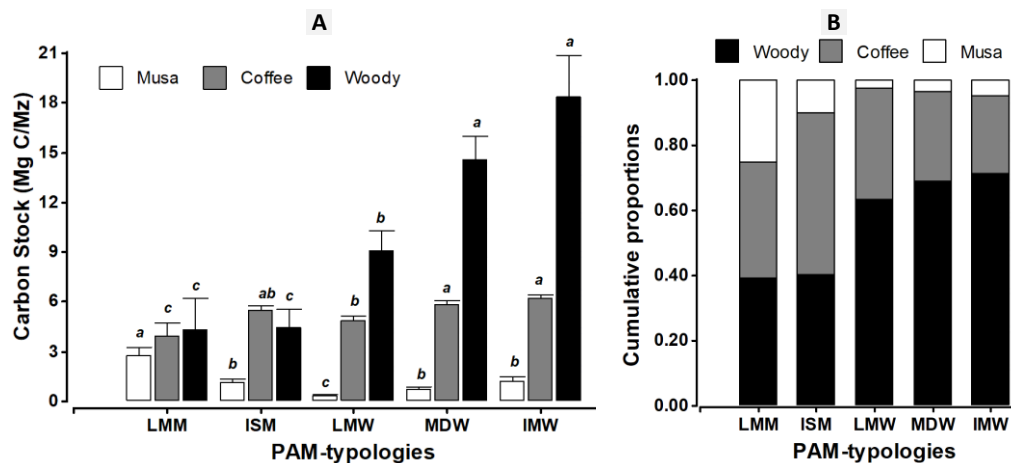 A
Musa Coffee Woody
Carbon Stock (Mg C/Mz)
21
18
15
12
9
6
3
0
a c c
b ab c
c b b
b a a
b a a
LMM ISM LMW MDW IMW
PAM-typologies
B
Woody Coffee Musa
Cumulative proportions
1.00
0.80
0.60
0.40
0.20
0.00
LMM ISM LMW MDW IMW
PAM-typologies